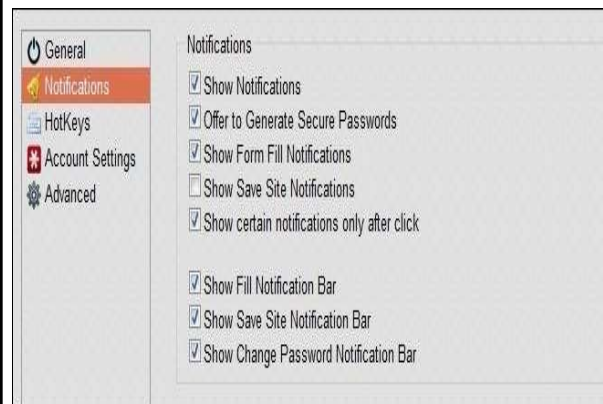 General
Notifications
HotKeys
Account Settings
Advanced
Notifications
Show Notifications
Offer to Generate Secure Passwords
Show Form Fill Notifications
Show Save Site Notifications
Show certain notifications only after click
Show Fill Notification Bar
Show Save Site Notification Bar
Show Change Password Notification Bar